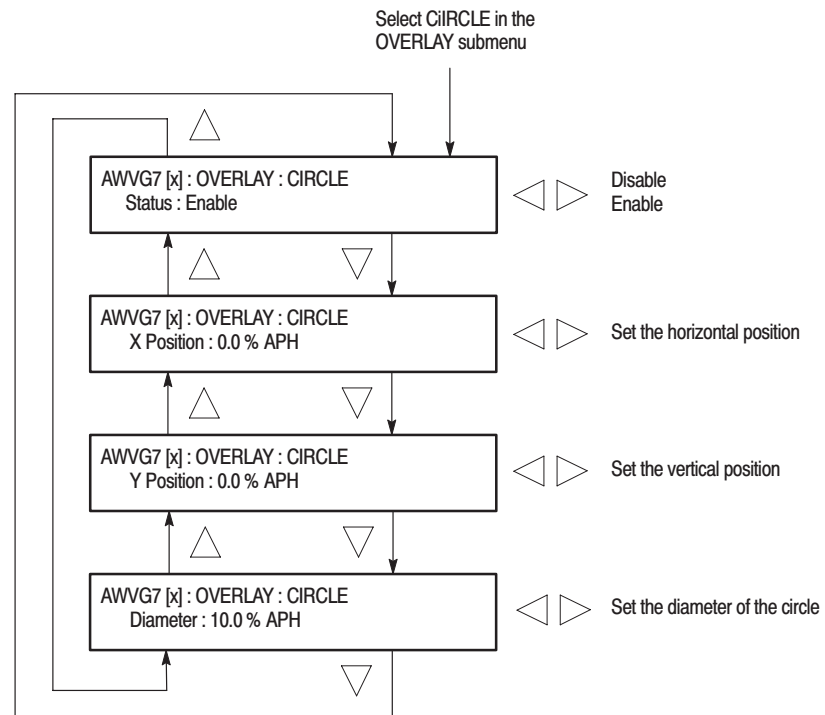 Select CiIRCLE in the
OVERLAY submenu
AWVG7 [x] : OVERLAY : CIRCLE
Status : Enable
Disable
Enable
AWVG7 [x] : OVERLAY : CIRCLE
X Position : 0.0 % APH
Set the horizontal position
AWVG7 [x] : OVERLAY : CIRCLE
Y Position : 0.0 % APH
Set the vertical position
AWVG7 [x] : OVERLAY : CIRCLE
Diameter : 10.0 % APH
Set the diameter of the circle